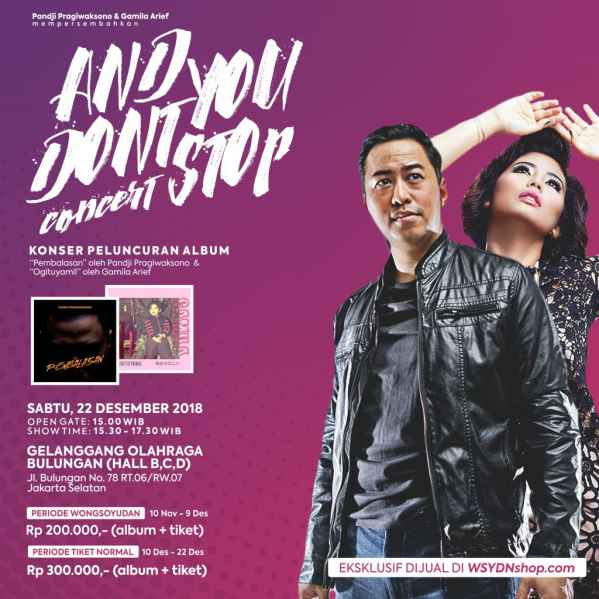 Pandji Pragiwaksono & Gamila Arief
mempersembahkan
AND YOU
DONT STOP
concert
KONSER PELUNCURAN ALBUM
"Pembalasan" oleh Pandji Pragiwaksono &
"Ogituyamil" oleh Gamila Arief
PEMBALASAN
SABTU, 22 DESEMBER 2018
OPEN GATE: 15.00 WIB
SHOWTIME: 15.30 - 17.30 WIB
GELANGGANG OLAHRAGA
BULUNGAN (HALL B,C,D)
Jl. Bulungan No. 78 RT.06/RW.07
Jakarta Selatan
PERIODE WONGSOYUDAN 10 Nov - 9 Des
Rp 200.000,- (album + tiket)
PERIODE TIKET NORMAL 10 Des - 22 Des
Rp 300.000,- (album + tiket)
EKSKLUSIF DIJUAL DI WSYDNshop.com